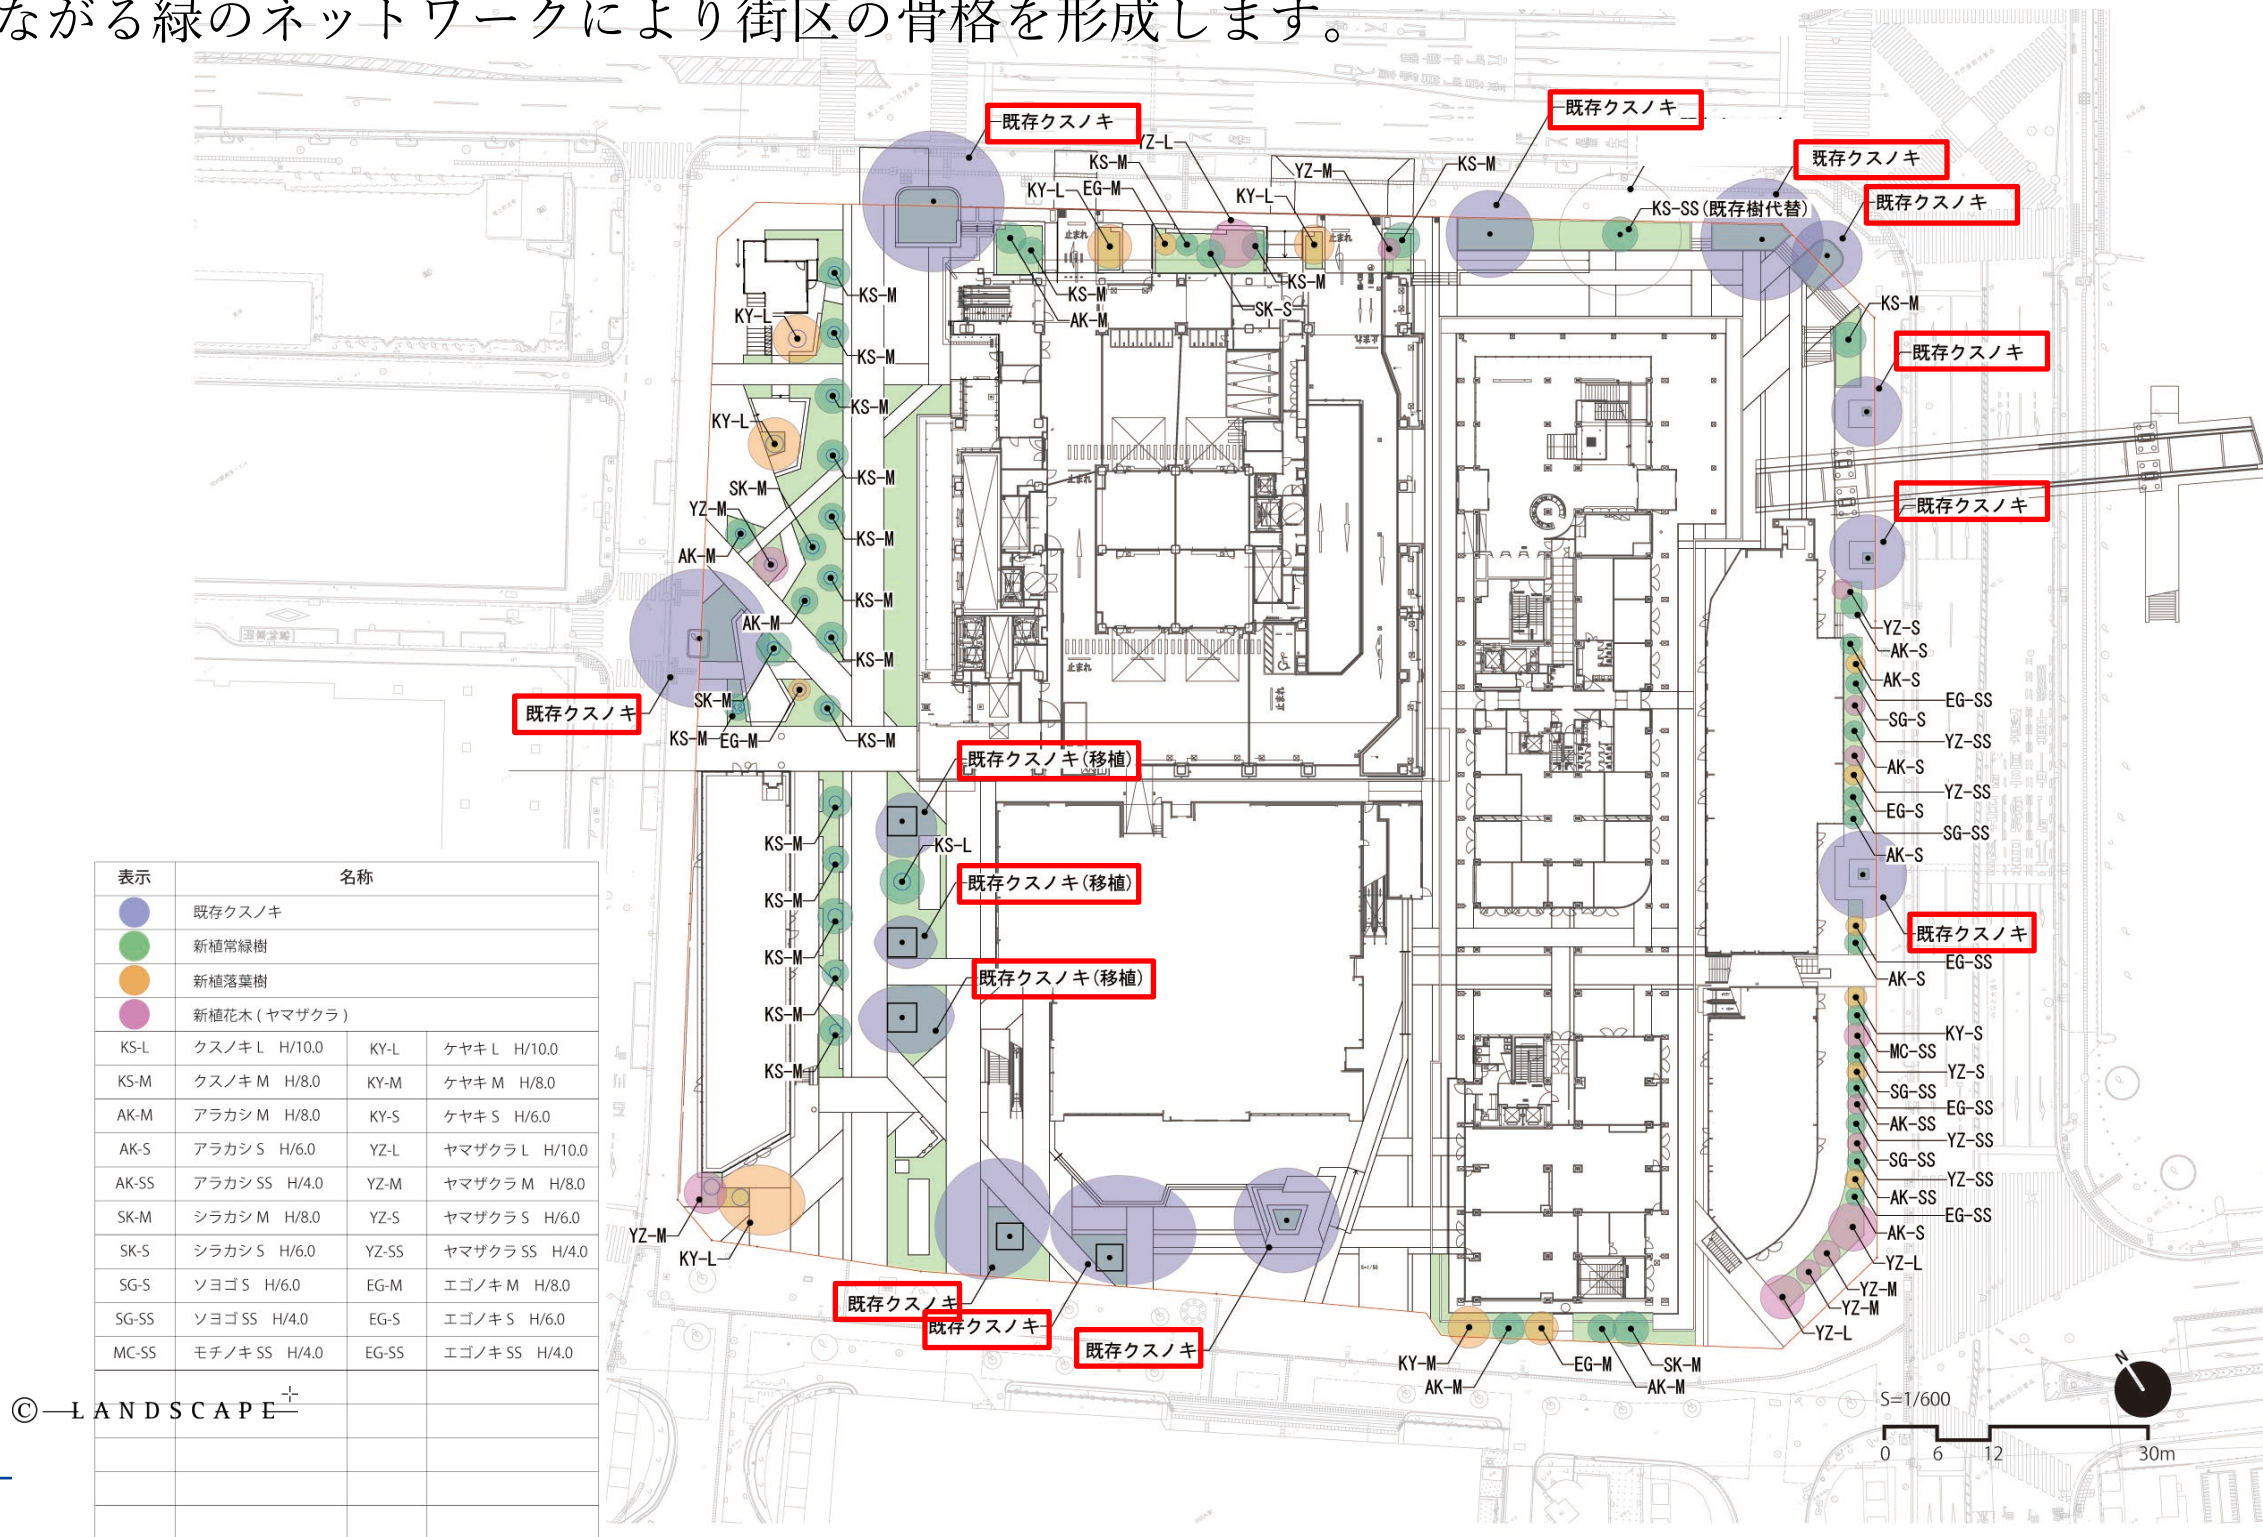 ながる緑のネットワークにより街区の骨格を形成します。
既存クスノキ
既存クスノキ
既存クスノキ
既存クスノキ
YZ-L
KS-M
KY-L
EG-M
YZ-M
KY-L
KS-M
KS-SS(既存樹代替)
止まれ
止まれ
KS-M
AK-M
KS-M
SK-S
KS-M
KY-L
KS-M
KS-M
既存クスノキ
KY-L
KS-M
KS-M
SK-M
YZ-M
止まれ
既存クスノキ
KS-M
AK-M
KS-M
AK-M
KS-M
止まれ
SK-M
既存クスノキ
KS-M
EG-M
KS-M
止まれ
YZ-S
AK-S
AK-S
EG-SS
SG-S
YZ-SS
AK-S
YZ-SS
EG-S
SG-SS
AK-S
既存クスノキ
EG-SS
AK-S
既存クスノキ(移植)
KS-M
KS-L
既存クスノキ(移植)
KS-M
KS-M
既存クスノキ(移植)
KS-M
KS-M
KY-S
MC-SS
YZ-S
SG-SS
EG-SS
AK-SS
YZ-SS
SG-SS
YZ-SS
AK-SS
EG-SS
AK-S
YZ-L
YZ-M
YZ-M
YZ-L
YZ-M
KY-L
既存クスノキ
既存クスノキ
既存クスノキ
KY-M
AK-M
EG-M
SK-M
AK-M
表示 名称
既存クスノキ
新植常緑樹
新植落葉樹
新植花木 ( ヤマザクラ )
KS-L クスノキ L H/10.0 KY-L ケヤキ L H/10.0
KS-M クスノキ M H/8.0 KY-M ケヤキ M H/8.0
AK-M アラカシ M H/8.0 KY-S ケヤキ S H/6.0
AK-S アラカシ S H/6.0 YZ-L ヤマザクラ L H/10.0
AK-SS アラカシ SS H/4.0 YZ-M ヤマザクラ M H/8.0
SK-M シラカシ M H/8.0 YZ-S ヤマザクラ S H/6.0
SK-S シラカシ S H/6.0 YZ-SS ヤマザクラ SS H/4.0
SG-S ソヨゴ S H/6.0 EG-M エゴノキ M H/8.0
SG-SS ソヨゴ SS H/4.0 EG-S エゴノキ S H/6.0
MC-SS モチノキ SS H/4.0 EG-SS エゴノキ SS H/4.0
© LANDSCAPE
N
S=1/600
0 6 12 30m